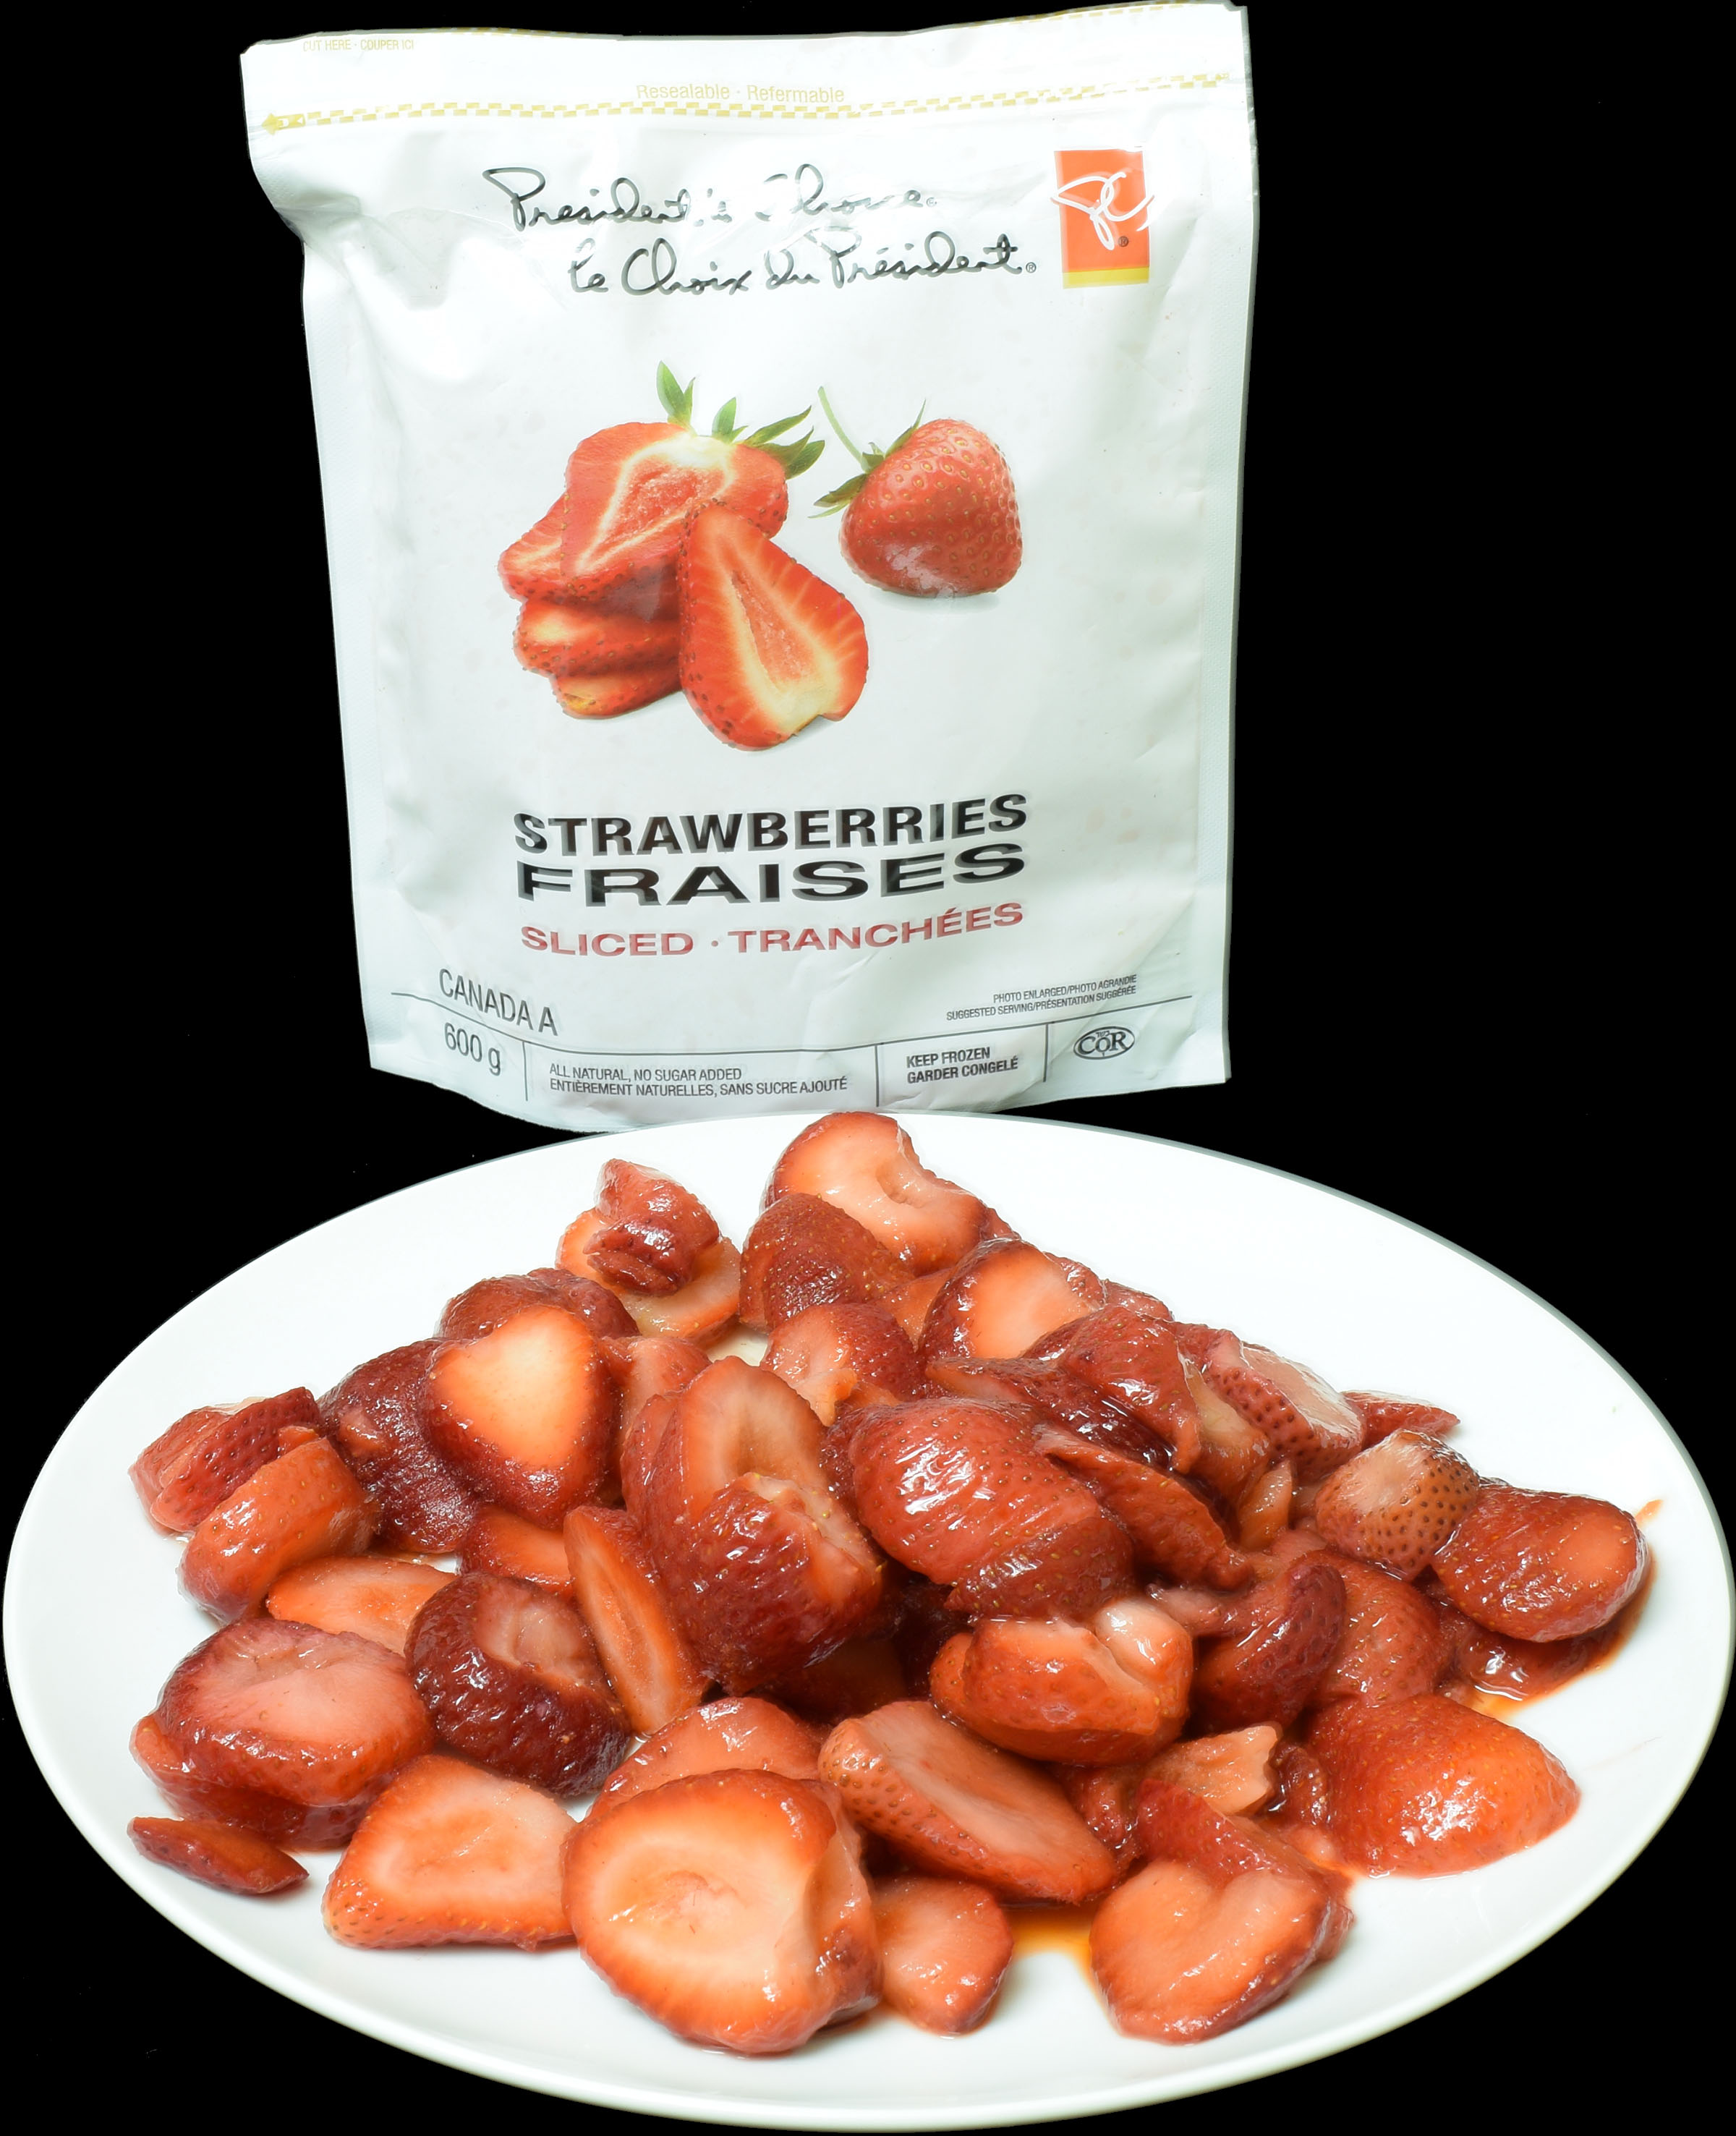 CUT HERE · COUPER ICI
Resealable · Refermable
President's Choice®
le Choix du Président®
PC®
STRAWBERRIES
FRAISES
SLICED · TRANCHÉES
CANADA A
PHOTO ENLARGED/PHOTO AGRANDIE
SUGGESTED SERVING/PRÉSENTATION SUGGÉRÉE
600 g
ALL NATURAL, NO SUGAR ADDED
ENTIÈREMENT NATURELLES, SANS SUCRE AJOUTÉ
KEEP FROZEN
GARDER CONGELÉ
COR